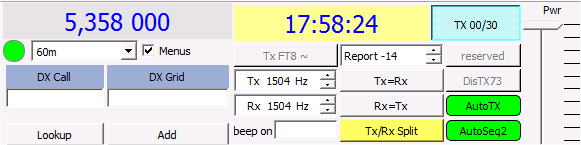 5,358 000
17:58:24
TX 00/30
Pwr
60m
Menus
Tx FT8 ~
Report -14
reserved
DX Call
DX Grid
Tx 1504 Hz
Tx=Rx
DisTX73
Rx 1504 Hz
Rx=Tx
AutoTX
Lookup
Add
beep on
Tx/Rx Split
AutoSeq2